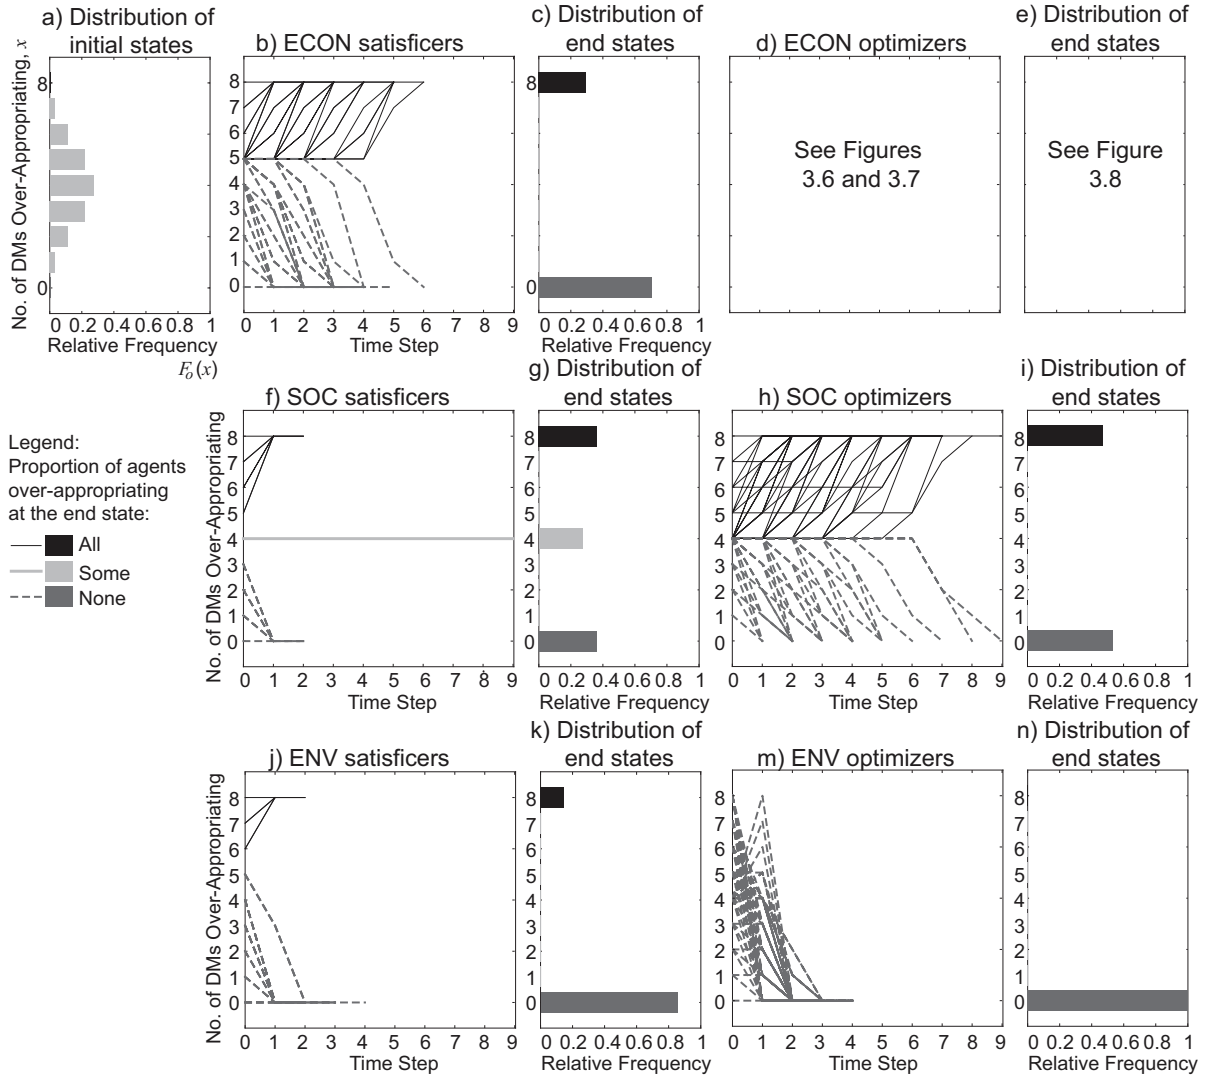 a) Distribution of
initial states
b) ECON satisficers
c) Distribution of
end states
d) ECON optimizers
e) Distribution of
end states
No. of DMs Over-Appropriating, x
8
0
0 0.2 0.4 0.6 0.8 1
Relative Frequency
F_o(x)
8
7
6
5
4
3
2
1
0
0 1 2 3 4 5 6 7 8 9
Time Step
8
0
0 0.2 0.4 0.6 0.8 1
Relative Frequency
See Figures
3.6 and 3.7
See Figure
3.8
Legend:
Proportion of agents
over-appropriating
at the end state:
All
Some
None
f) SOC satisficers
g) Distribution of
end states
h) SOC optimizers
i) Distribution of
end states
No. of DMs Over-Appropriating
8
7
6
5
4
3
2
1
0
0 1 2 3 4 5 6 7 8 9
Time Step
8
7
6
5
4
3
2
1
0
0 0.2 0.4 0.6 0.8 1
Relative Frequency
8
7
6
5
4
3
2
1
0
0 1 2 3 4 5 6 7 8 9
Time Step
8
7
6
5
4
3
2
1
0
0 0.2 0.4 0.6 0.8 1
Relative Frequency
j) ENV satisficers
k) Distribution of
end states
m) ENV optimizers
n) Distribution of
end states
No. of DMs Over-Appropriating
8
7
6
5
4
3
2
1
0
0 1 2 3 4 5 6 7 8 9
Time Step
8
7
6
5
4
3
2
1
0
0 0.2 0.4 0.6 0.8 1
Relative Frequency
8
7
6
5
4
3
2
1
0
0 1 2 3 4 5 6 7 8 9
Time Step
8
7
6
5
4
3
2
1
0
0 0.2 0.4 0.6 0.8 1
Relative Frequency